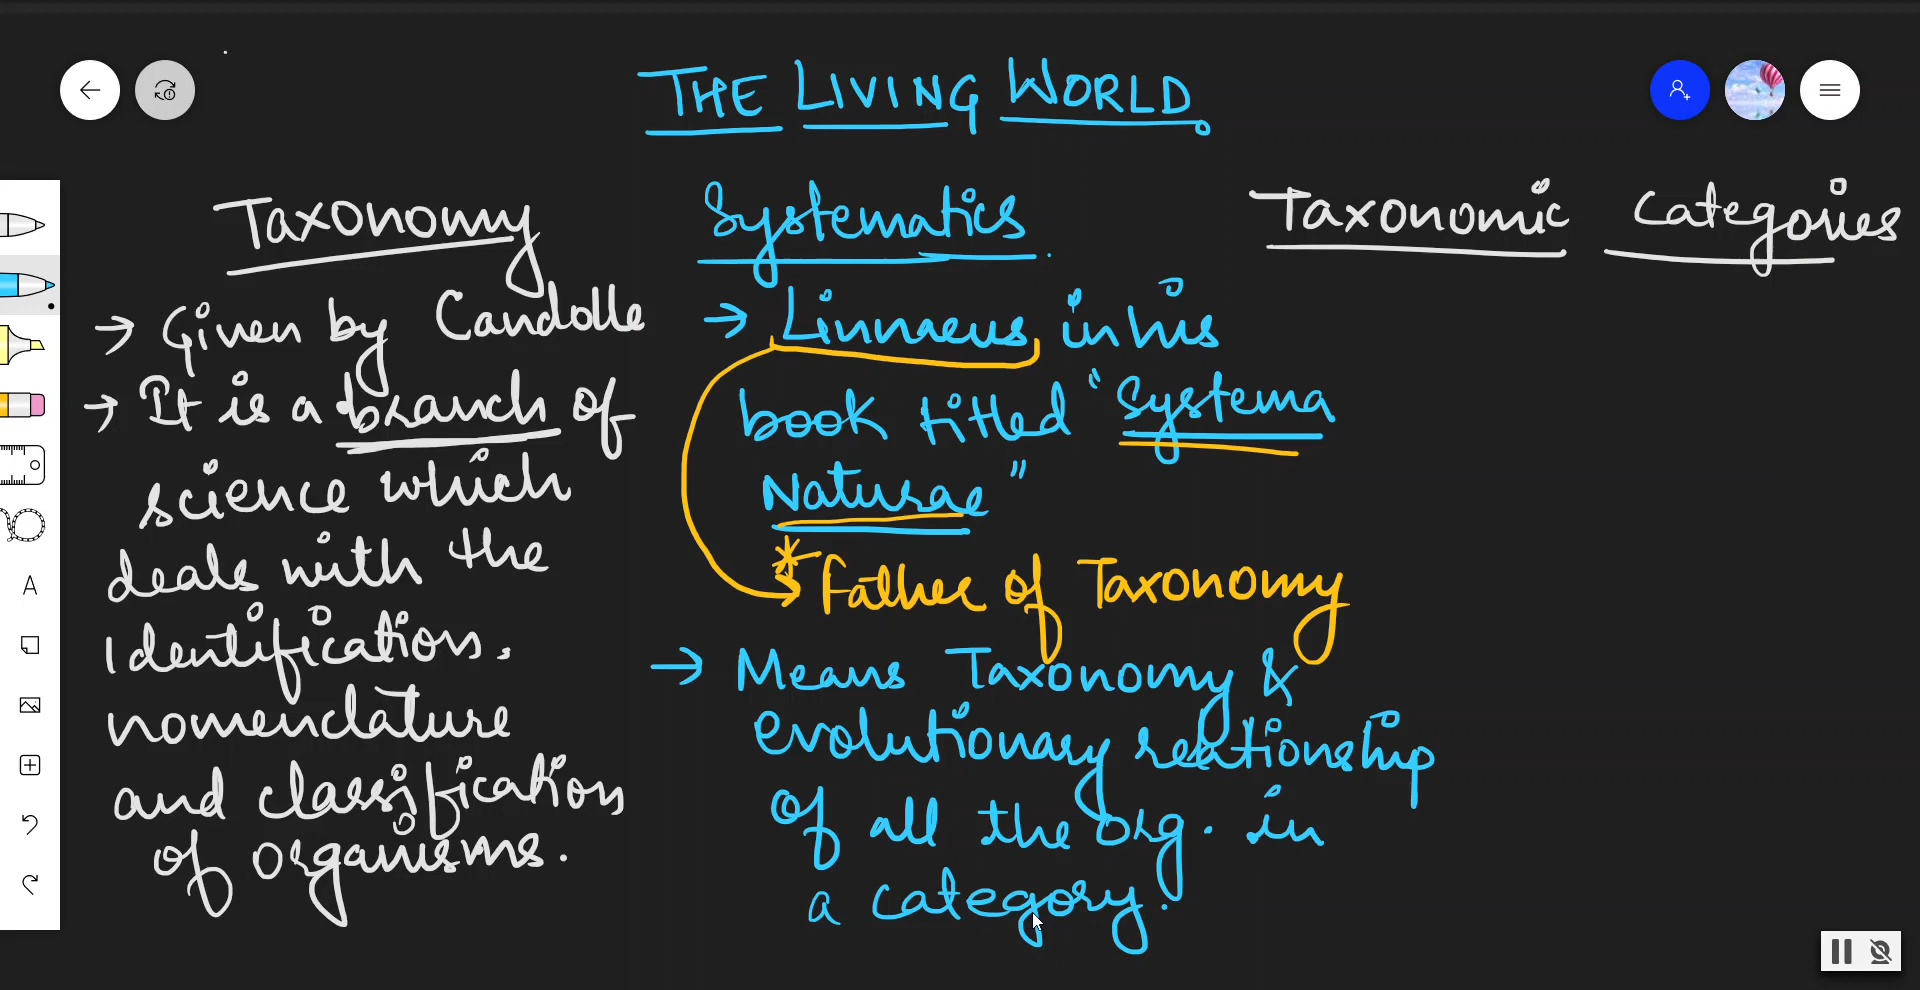 THE LIVING WORLD
Taxonomy
→ Given by Candolle
→ It is a branch of
science which
deals with the
Identification,
nomenclature
and classification
of organisms.
Systematics
→ Linnaeus in his
book titled "Systema
Naturae"
* Father of Taxonomy
→ Means Taxonomy &
evolutionary relationship
of all the org. in
a category.
Taxonomic Categories
A